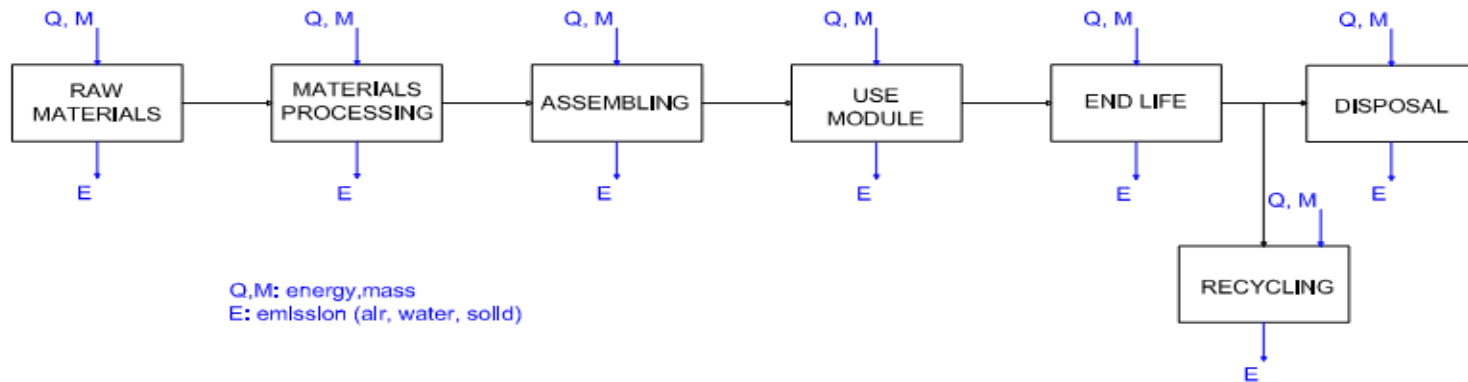 Q, M
Q, M
Q, M
Q, M
Q, M
Q, M
RAW
MATERIALS
MATERIALS
PROCESSING
ASSEMBLING
USE
MODULE
END LIFE
DISPOSAL
E
E
E
E
E
E
Q, M
RECYCLING
E
Q,M: energy,mass
E: emission (air, water, solid)